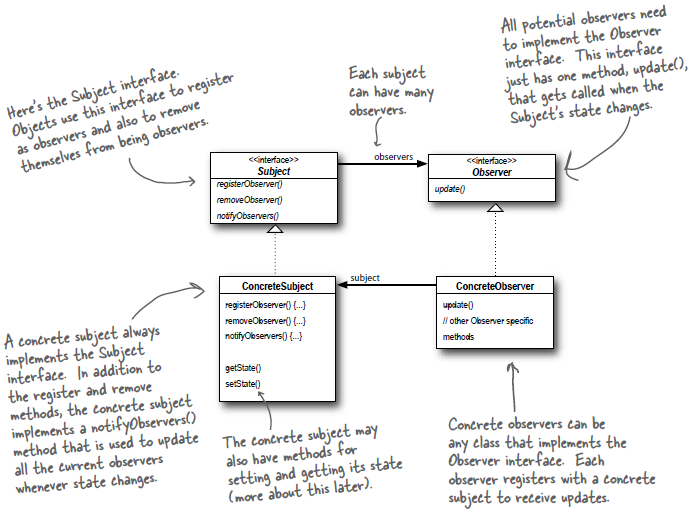 Here's the Subject interface.
Objects use this interface to register
as observers and also to remove
themselves from being observers.
Each subject
can have many
observers.
All potential observers need
to implement the Observer
interface. This interface
just has one method, update(),
that gets called when the
Subject's state changes.
<<interface>>
Subject
registerObserver()
removeObserver()
notifyObservers()
observers
<<interface>>
Observer
update()
ConcreteSubject
registerObserver() {...}
removeObserver() {...}
notifyObservers() {...}
getState()
setState()
subject
ConcreteObserver
update()
// other Observer specific
methods
A concrete subject always
implements the Subject
interface. In addition to
the register and remove
methods, the concrete subject
implements a notifyObservers()
method that is used to update
all the current observers
whenever state changes.
The concrete subject may
also have methods for
setting and getting its state
(more about this later).
Concrete observers can be
any class that implements the
Observer interface. Each
observer registers with a concrete
subject to receive updates.